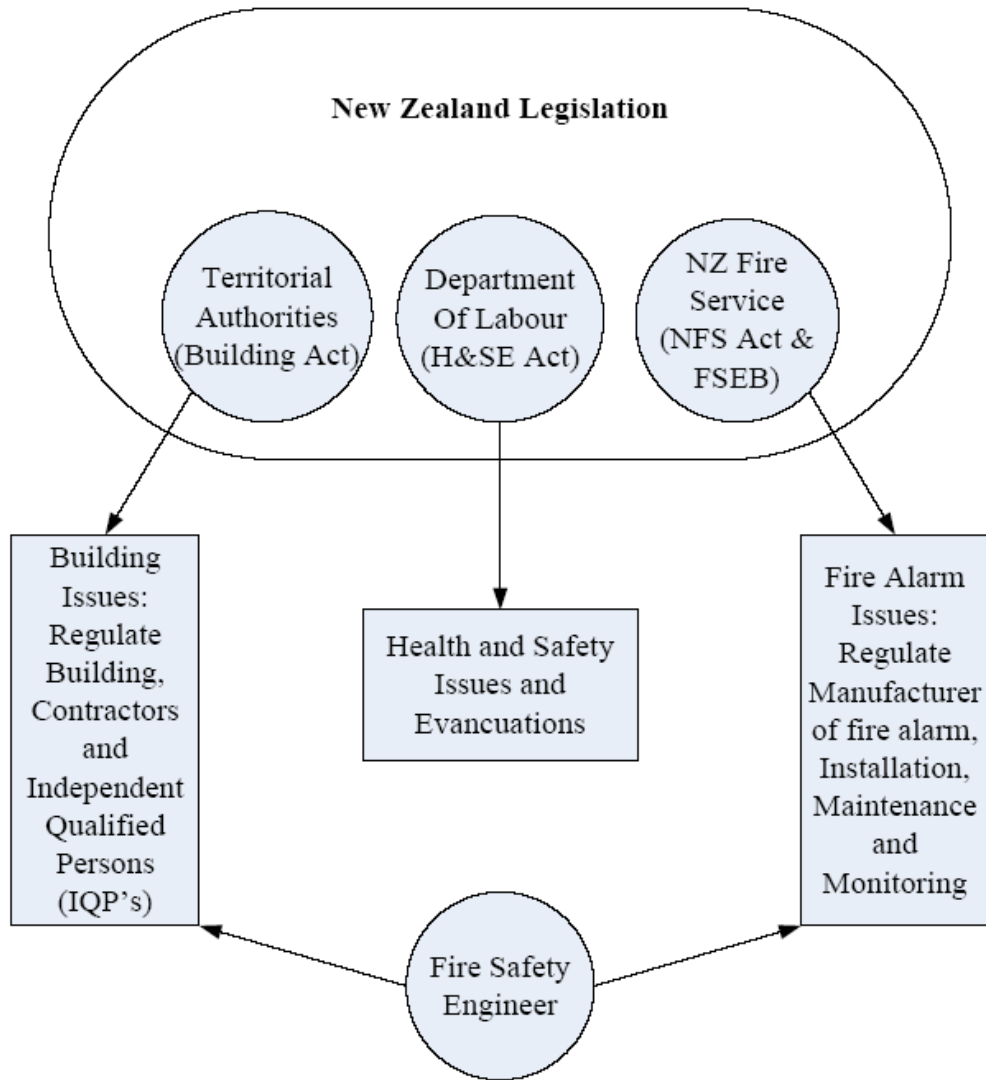 New Zealand Legislation
Territorial
Authorities
(Building Act)
Department
Of Labour
(H&SE Act)
NZ Fire
Service
(NFS Act &
FSEB)
Building
Issues:
Regulate
Building,
Contractors
and
Independent
Qualified
Persons
(IQP’s)
Health and Safety
Issues and
Evancuations
Fire Alarm
Issues:
Regulate
Manufacturer
of fire alarm,
Installation,
Maintenance
and
Monitoring
Fire Safety
Engineer